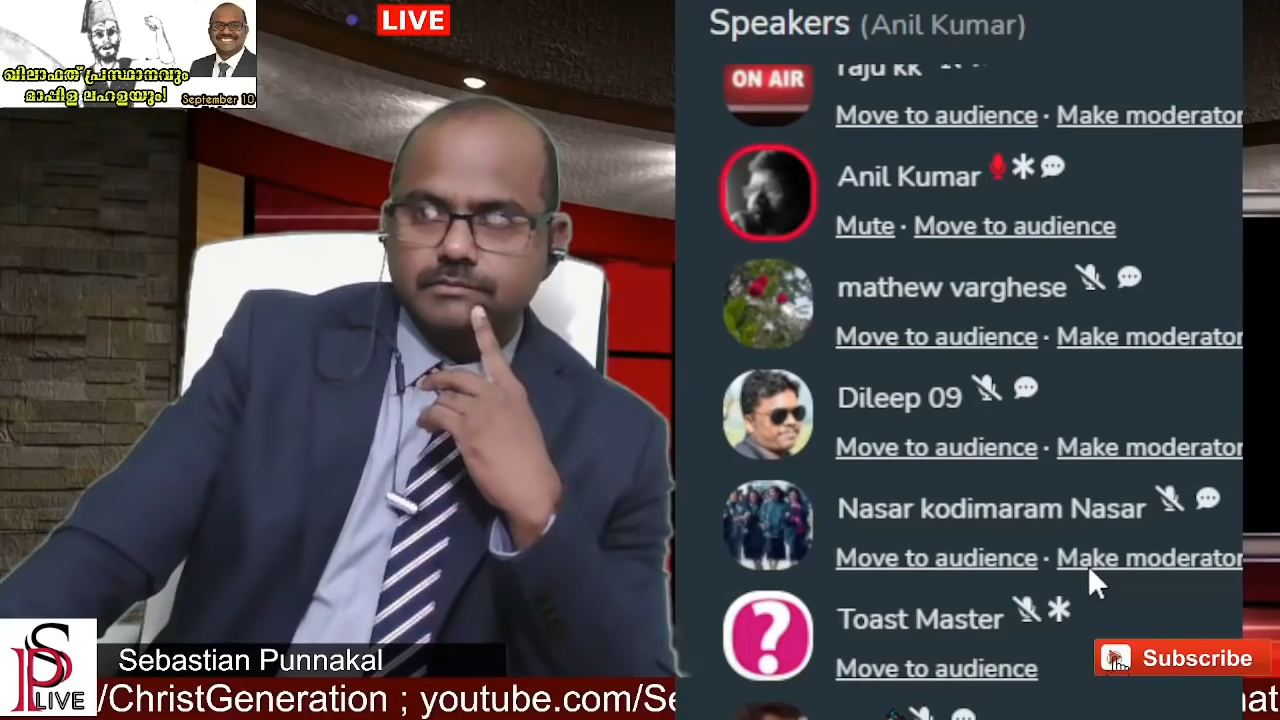 ഖിലാഫത് പ്രസ്ഥാനവും
മാപ്പിള ലഹളയും!
September 10
LIVE
Speakers (Anil Kumar)
raju kk
ON AIR
Move to audience · Make moderator
Anil Kumar
Mute · Move to audience
mathew varghese
Move to audience · Make moderator
Dileep 09
Move to audience · Make moderator
Nasar kodimaram Nasar
Move to audience · Make moderator
Toast Master
?
Move to audience
Subscribe
SP LIVE
Sebastian Punnakal
/ChristGeneration ; youtube.com/Se